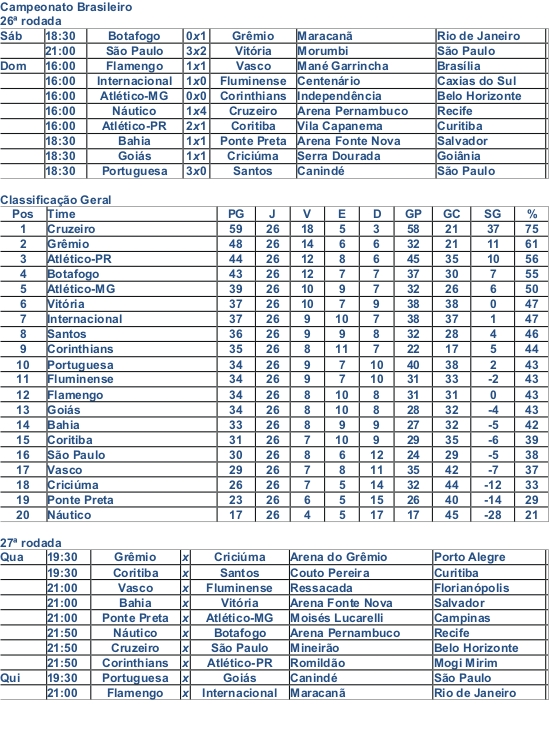 Campeonato Brasileiro
26ª rodada
Sáb 18:30 Botafogo 0x1 Grêmio Maracanã Rio de Janeiro
21:00 São Paulo 3x2 Vitória Morumbi São Paulo
Dom 16:00 Flamengo 1x1 Vasco Mané Garrincha Brasília
16:00 Internacional 1x0 Fluminense Centenário Caxias do Sul
16:00 Atlético-MG 0x0 Corinthians Independência Belo Horizonte
16:00 Náutico 1x4 Cruzeiro Arena Pernambuco Recife
16:00 Atlético-PR 2x1 Coritiba Vila Capanema Curitiba
18:30 Bahia 1x1 Ponte Preta Arena Fonte Nova Salvador
18:30 Goiás 1x1 Criciúma Serra Dourada Goiânia
18:30 Portuguesa 3x0 Santos Canindé São Paulo
Classificação Geral
Pos Time PG J V E D GP GC SG %
1 Cruzeiro 59 26 18 5 3 58 21 37 75
2 Grêmio 48 26 14 6 6 32 21 11 61
3 Atlético-PR 44 26 12 8 6 45 35 10 56
4 Botafogo 43 26 12 7 7 37 30 7 55
5 Atlético-MG 39 26 10 9 7 32 26 6 50
6 Vitória 37 26 10 7 9 38 38 0 47
7 Internacional 37 26 9 10 7 38 37 1 47
8 Santos 36 26 9 9 8 32 28 4 46
9 Corinthians 35 26 8 11 7 22 17 5 44
10 Portuguesa 34 26 9 7 10 40 38 2 43
11 Fluminense 34 26 9 7 10 31 33 -2 43
12 Flamengo 34 26 8 10 8 31 31 0 43
13 Goiás 34 26 8 10 8 28 32 -4 43
14 Bahia 33 26 8 9 9 27 32 -5 42
15 Coritiba 31 26 7 10 9 29 35 -6 39
16 São Paulo 30 26 8 6 12 24 29 -5 38
17 Vasco 29 26 7 8 11 35 42 -7 37
18 Criciúma 26 26 7 5 14 32 44 -12 33
19 Ponte Preta 23 26 6 5 15 26 40 -14 29
20 Náutico 17 26 4 5 17 17 45 -28 21
27ª rodada
Qua 19:30 Grêmio x Criciúma Arena do Grêmio Porto Alegre
19:30 Coritiba x Santos Couto Pereira Curitiba
21:00 Vasco x Fluminense Ressacada Florianópolis
21:00 Bahia x Vitória Arena Fonte Nova Salvador
21:00 Ponte Preta x Atlético-MG Moisés Lucarelli Campinas
21:50 Náutico x Botafogo Arena Pernambuco Recife
21:50 Cruzeiro x São Paulo Mineirão Belo Horizonte
21:50 Corinthians x Atlético-PR Romildão Mogi Mirim
Qui 19:30 Portuguesa x Goiás Canindé São Paulo
21:00 Flamengo x Internacional Maracanã Rio de Janeiro